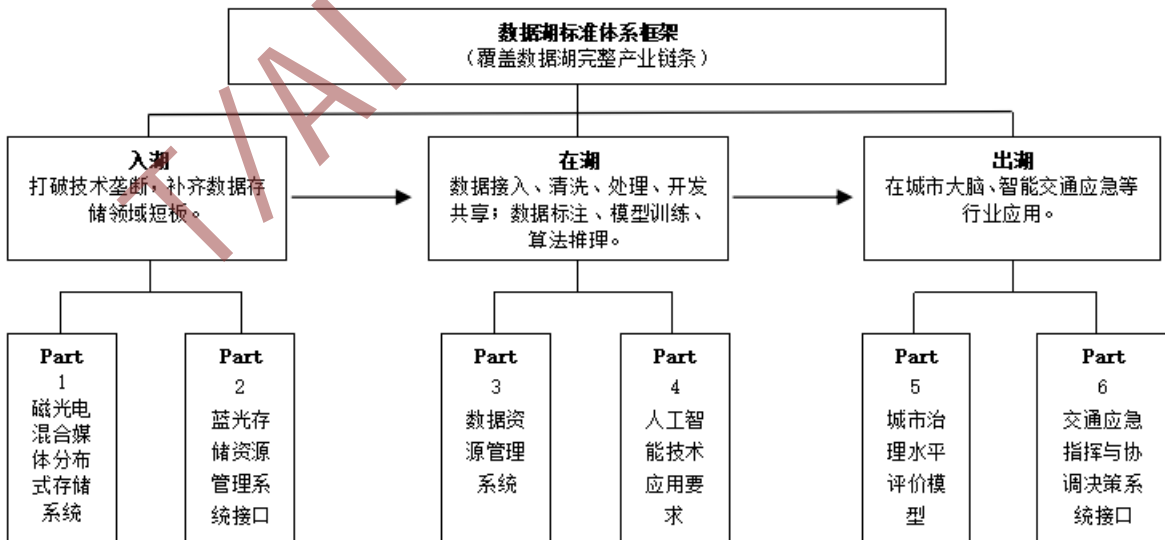 数据湖标准体系框架
（覆盖数据湖完整产业链条）
入湖
打破技术垄断，补齐数据存
储领域短板。
在湖
数据接入、清洗、处理、开发
共享；数据标注、模型训练、
算法推理。
出湖
在城市大脑、智能交通应急等
行业应用。
Part
1
磁光电
混合媒
体分布
式存储
系统
Part
2
蓝光存
储资源
管理系
统接口
Part
3
数据资
源管理
系统
Part
4
人工智
能技术
应用要
求
Part
5
城市治
理水平
评价模
型
Part
6
交通应急
指挥与协
调决策系
统接口
T/AI